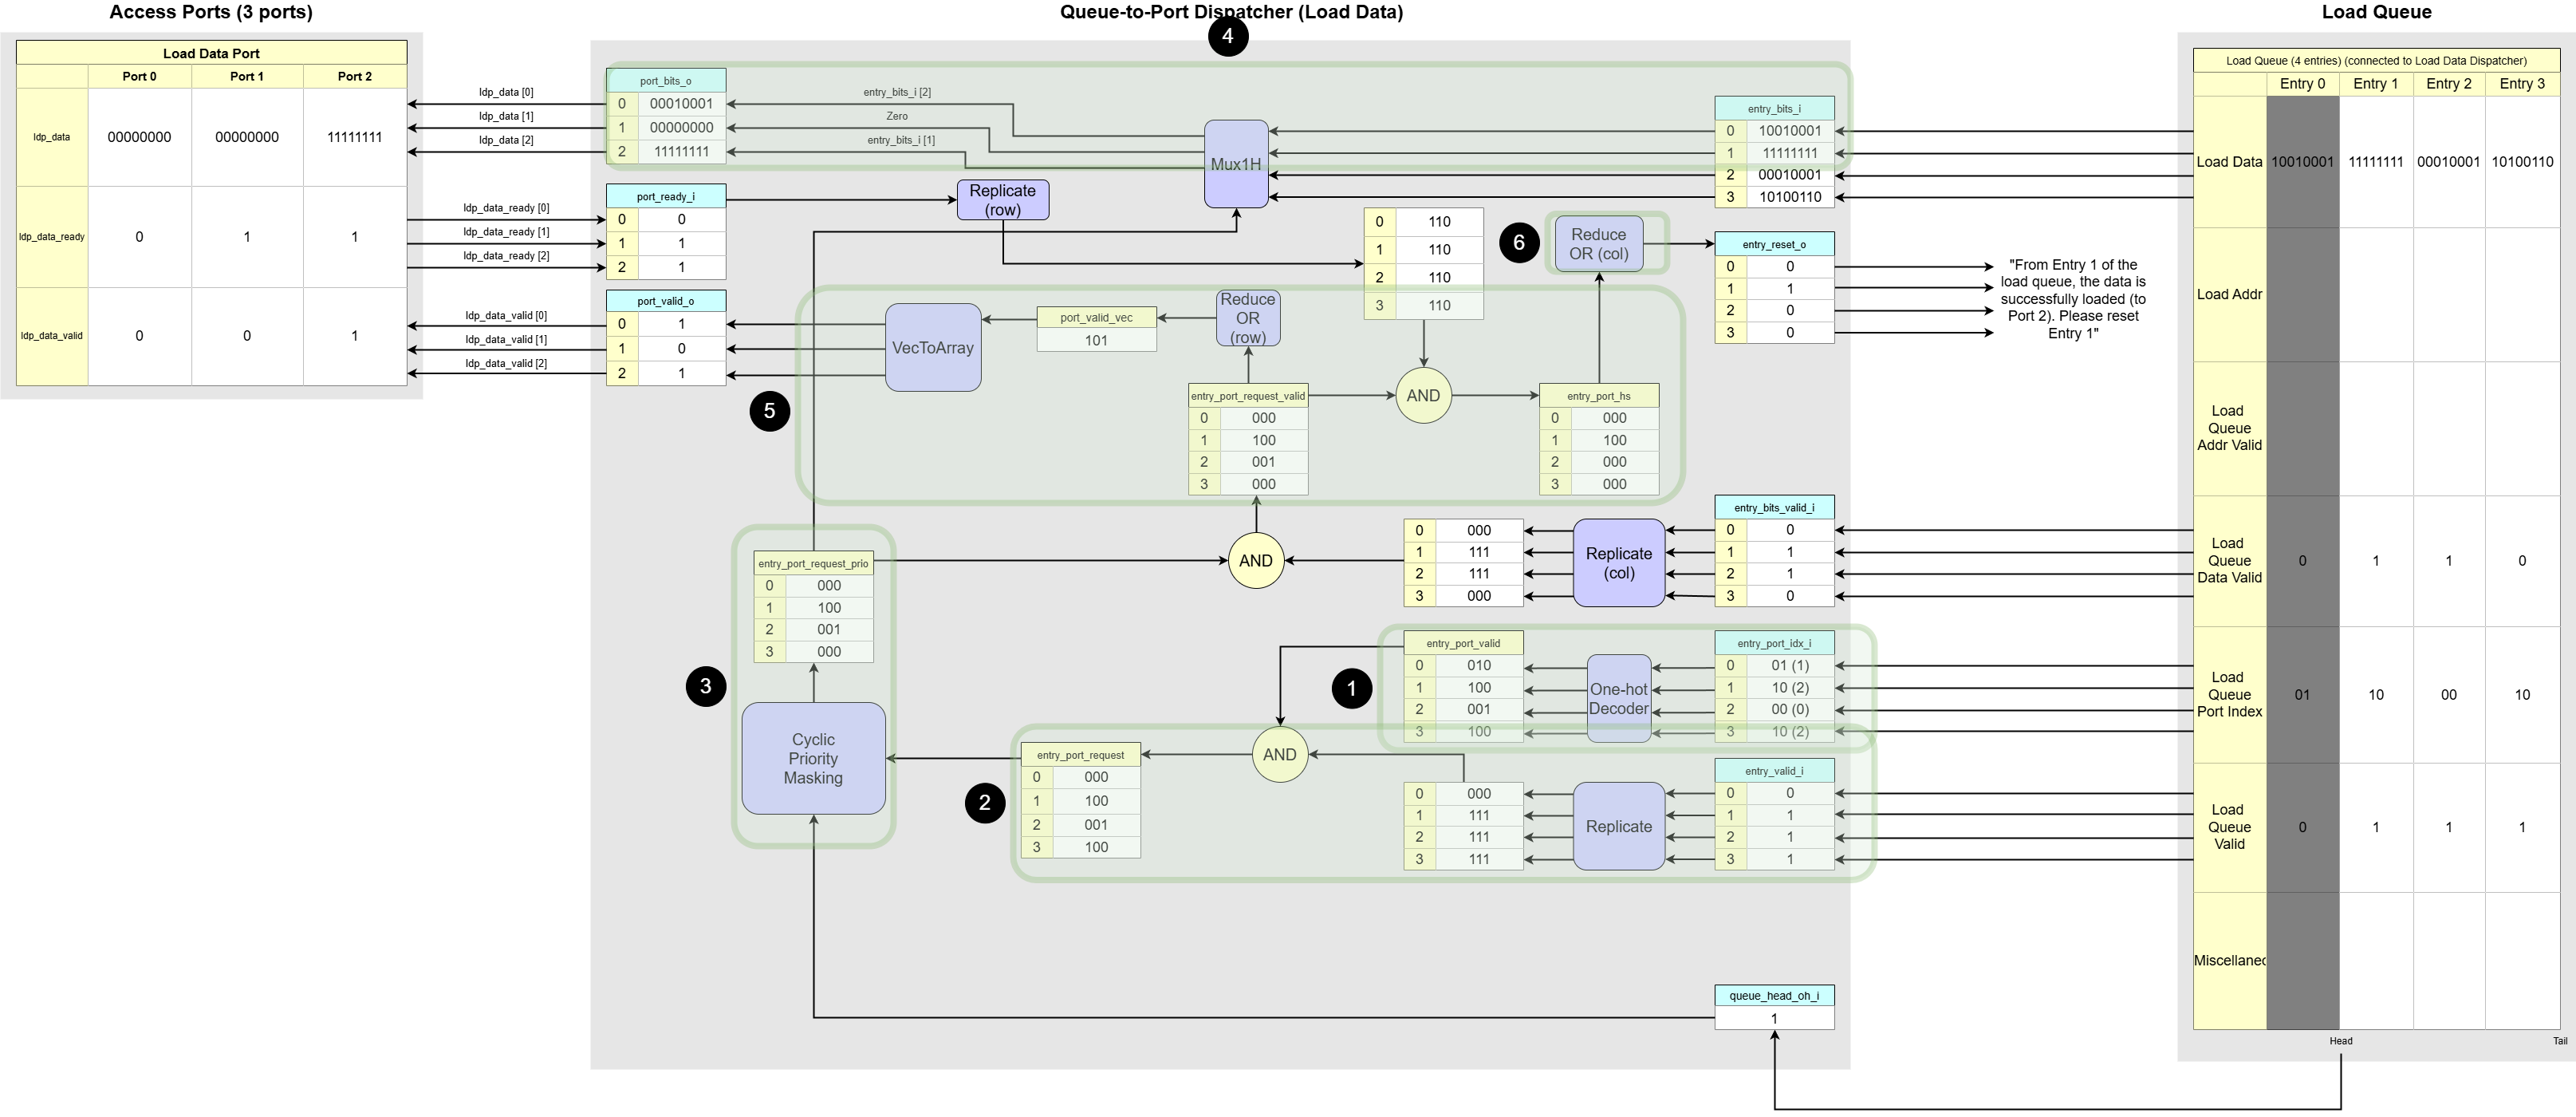 Access Ports (3 ports)
Queue-to-Port Dispatcher (Load Data)
Load Queue
Load Data Port
Port 0 Port 1 Port 2
ldp_data 00000000 00000000 11111111
ldp_data_ready 0 1 1
ldp_data_valid 0 0 1
ldp_data [0]
ldp_data [1]
ldp_data [2]
ldp_data_ready [0]
ldp_data_ready [1]
ldp_data_ready [2]
ldp_data_valid [0]
ldp_data_valid [1]
ldp_data_valid [2]
4
port_bits_o
0 00010001
1 00000000
2 11111111
entry_bits_i [2]
Zero
entry_bits_i [1]
Mux1H
entry_bits_i
0 10010001
1 11111111
2 00010001
3 10100110
port_ready_i
0 0
1 1
2 1
Replicate
(row)
0 110
1 110
2 110
3 110
6
Reduce
OR (col)
entry_reset_o
0 0
1 1
2 0
3 0
"From Entry 1 of the
load queue, the data is
successfully loaded (to
Port 2). Please reset
Entry 1"
port_valid_o
0 1
1 0
2 1
5
VecToArray
port_valid_vec
101
Reduce
OR
(row)
entry_port_request_valid
0 000
1 100
2 001
3 000
AND
entry_port_hs
0 000
1 100
2 000
3 000
3
entry_port_request_prio
0 000
1 100
2 001
3 000
AND
0 000
1 111
2 111
3 000
Replicate
(col)
entry_bits_valid_i
0 0
1 1
2 1
3 0
Cyclic
Priority
Masking
1
entry_port_valid
0 010
1 100
2 001
3 100
One-hot
Decoder
entry_port_idx_i
0 01 (1)
1 10 (2)
2 00 (0)
3 10 (2)
2
entry_port_request
0 000
1 100
2 001
3 100
AND
0 000
1 111
2 111
3 111
Replicate
entry_valid_i
0 0
1 1
2 1
3 1
queue_head_oh_i
1
Load Queue (4 entries) (connected to Load Data Dispatcher)
Entry 0 Entry 1 Entry 2 Entry 3
Load Data 10010001 11111111 00010001 10100110
Load Addr
Load
Queue
Addr Valid
Load
Queue
Data Valid
0 1 1 0
Load
Queue
Port Index
01 10 00 10
Load
Queue
Valid
0 1 1 1
Miscellanec
Head
Tail